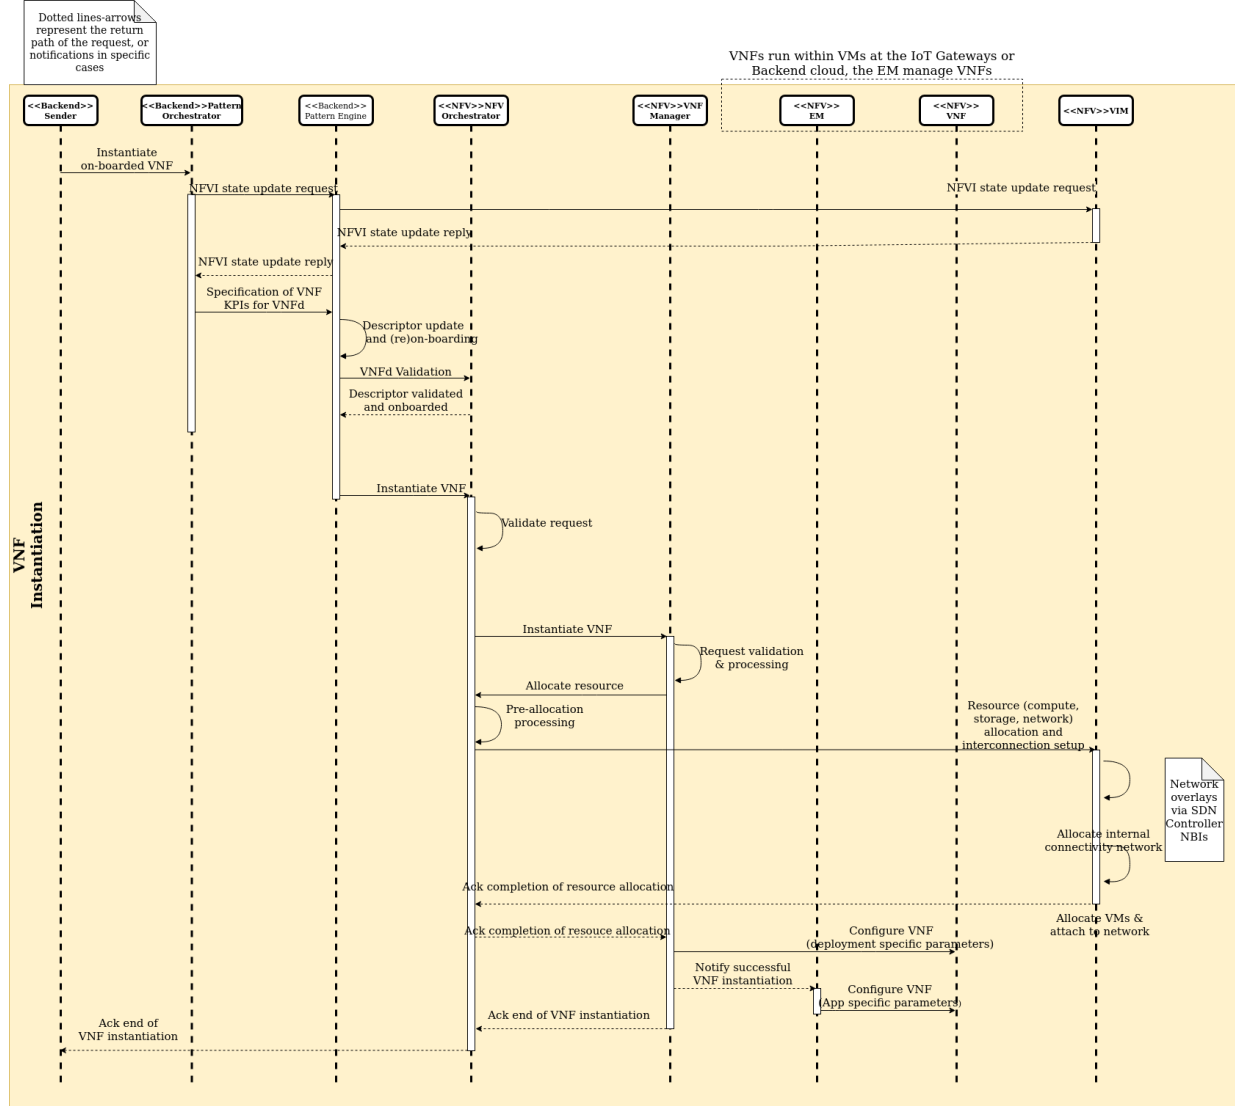 Dotted lines-arrows
represent the return
path of the request, or
notifications in specific
cases
VNFs run within VMs at the IoT Gateways or
Backend cloud, the EM manage VNFs
<<Backend>>
Sender
<<Backend>>Pattern
Orchestrator
<<Backend>>
Pattern Engine
<<NFV>>NFV
Orchestrator
<<NFV>>VNF
Manager
<<NFV>>
EM
<<NFV>>
VNF
<<NFV>>VIM
Instantiate
on-boarded VNF
NFVI state update request
NFVI state update request
NFVI state update reply
NFVI state update reply
Specification of VNF
KPIs for VNFd
Descriptor update
and (re)on-boarding
VNFd Validation
Descriptor validated
and onboarded
Instantiate VNF
Validate request
VNF
Instantiation
Instantiate VNF
Request validation
& processing
Allocate resource
Pre-allocation
processing
Resource (compute,
storage, network)
allocation and
interconnection setup
Network
overlays
via SDN
Controller
NBIs
Allocate internal
connectivity network
Ack completion of resource allocation
Allocate VMs &
attach to network
Ack completion of resouce allocation
Configure VNF
(deployment specific parameters)
Notify successful
VNF instantiation
Configure VNF
(App specific parameters)
Ack end of VNF instantiation
Ack end of
VNF instantiation